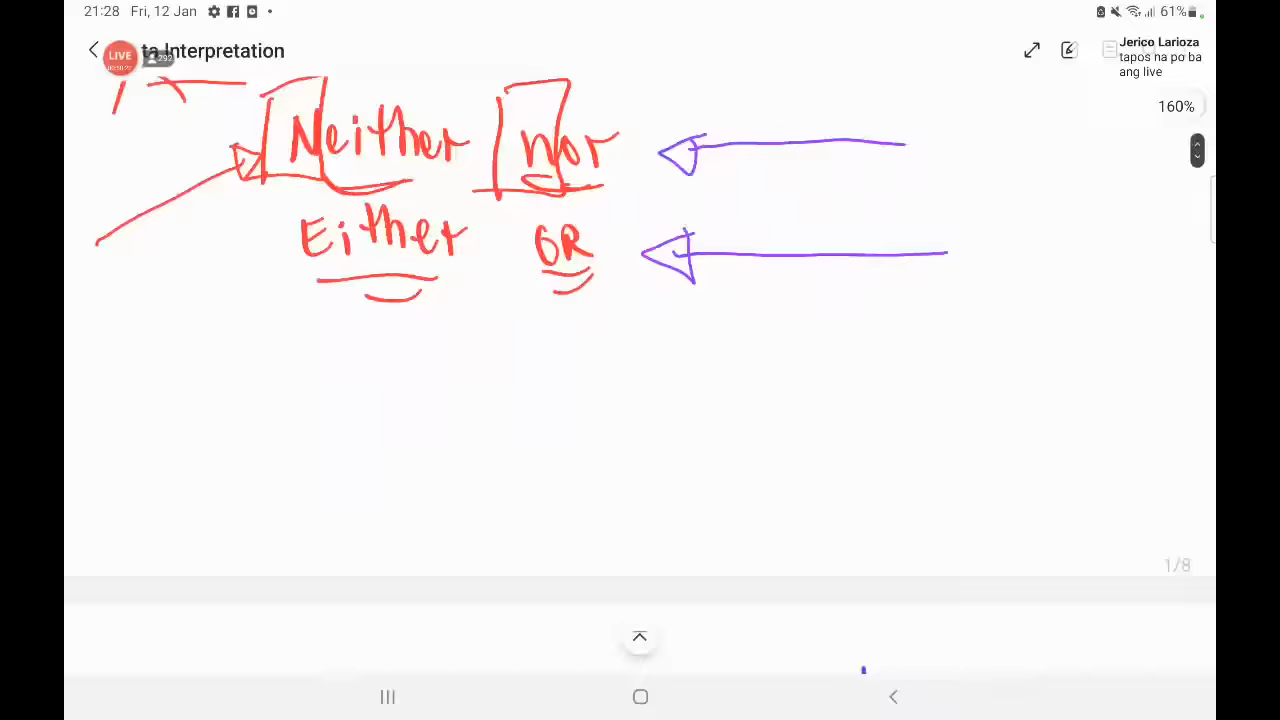 21:28 Fri, 12 Jan 61%
LIVE 292 ta Interpretation
Jerico Larioza
tapos na po ba
ang live
160%
Neither nor
Either OR
1/8